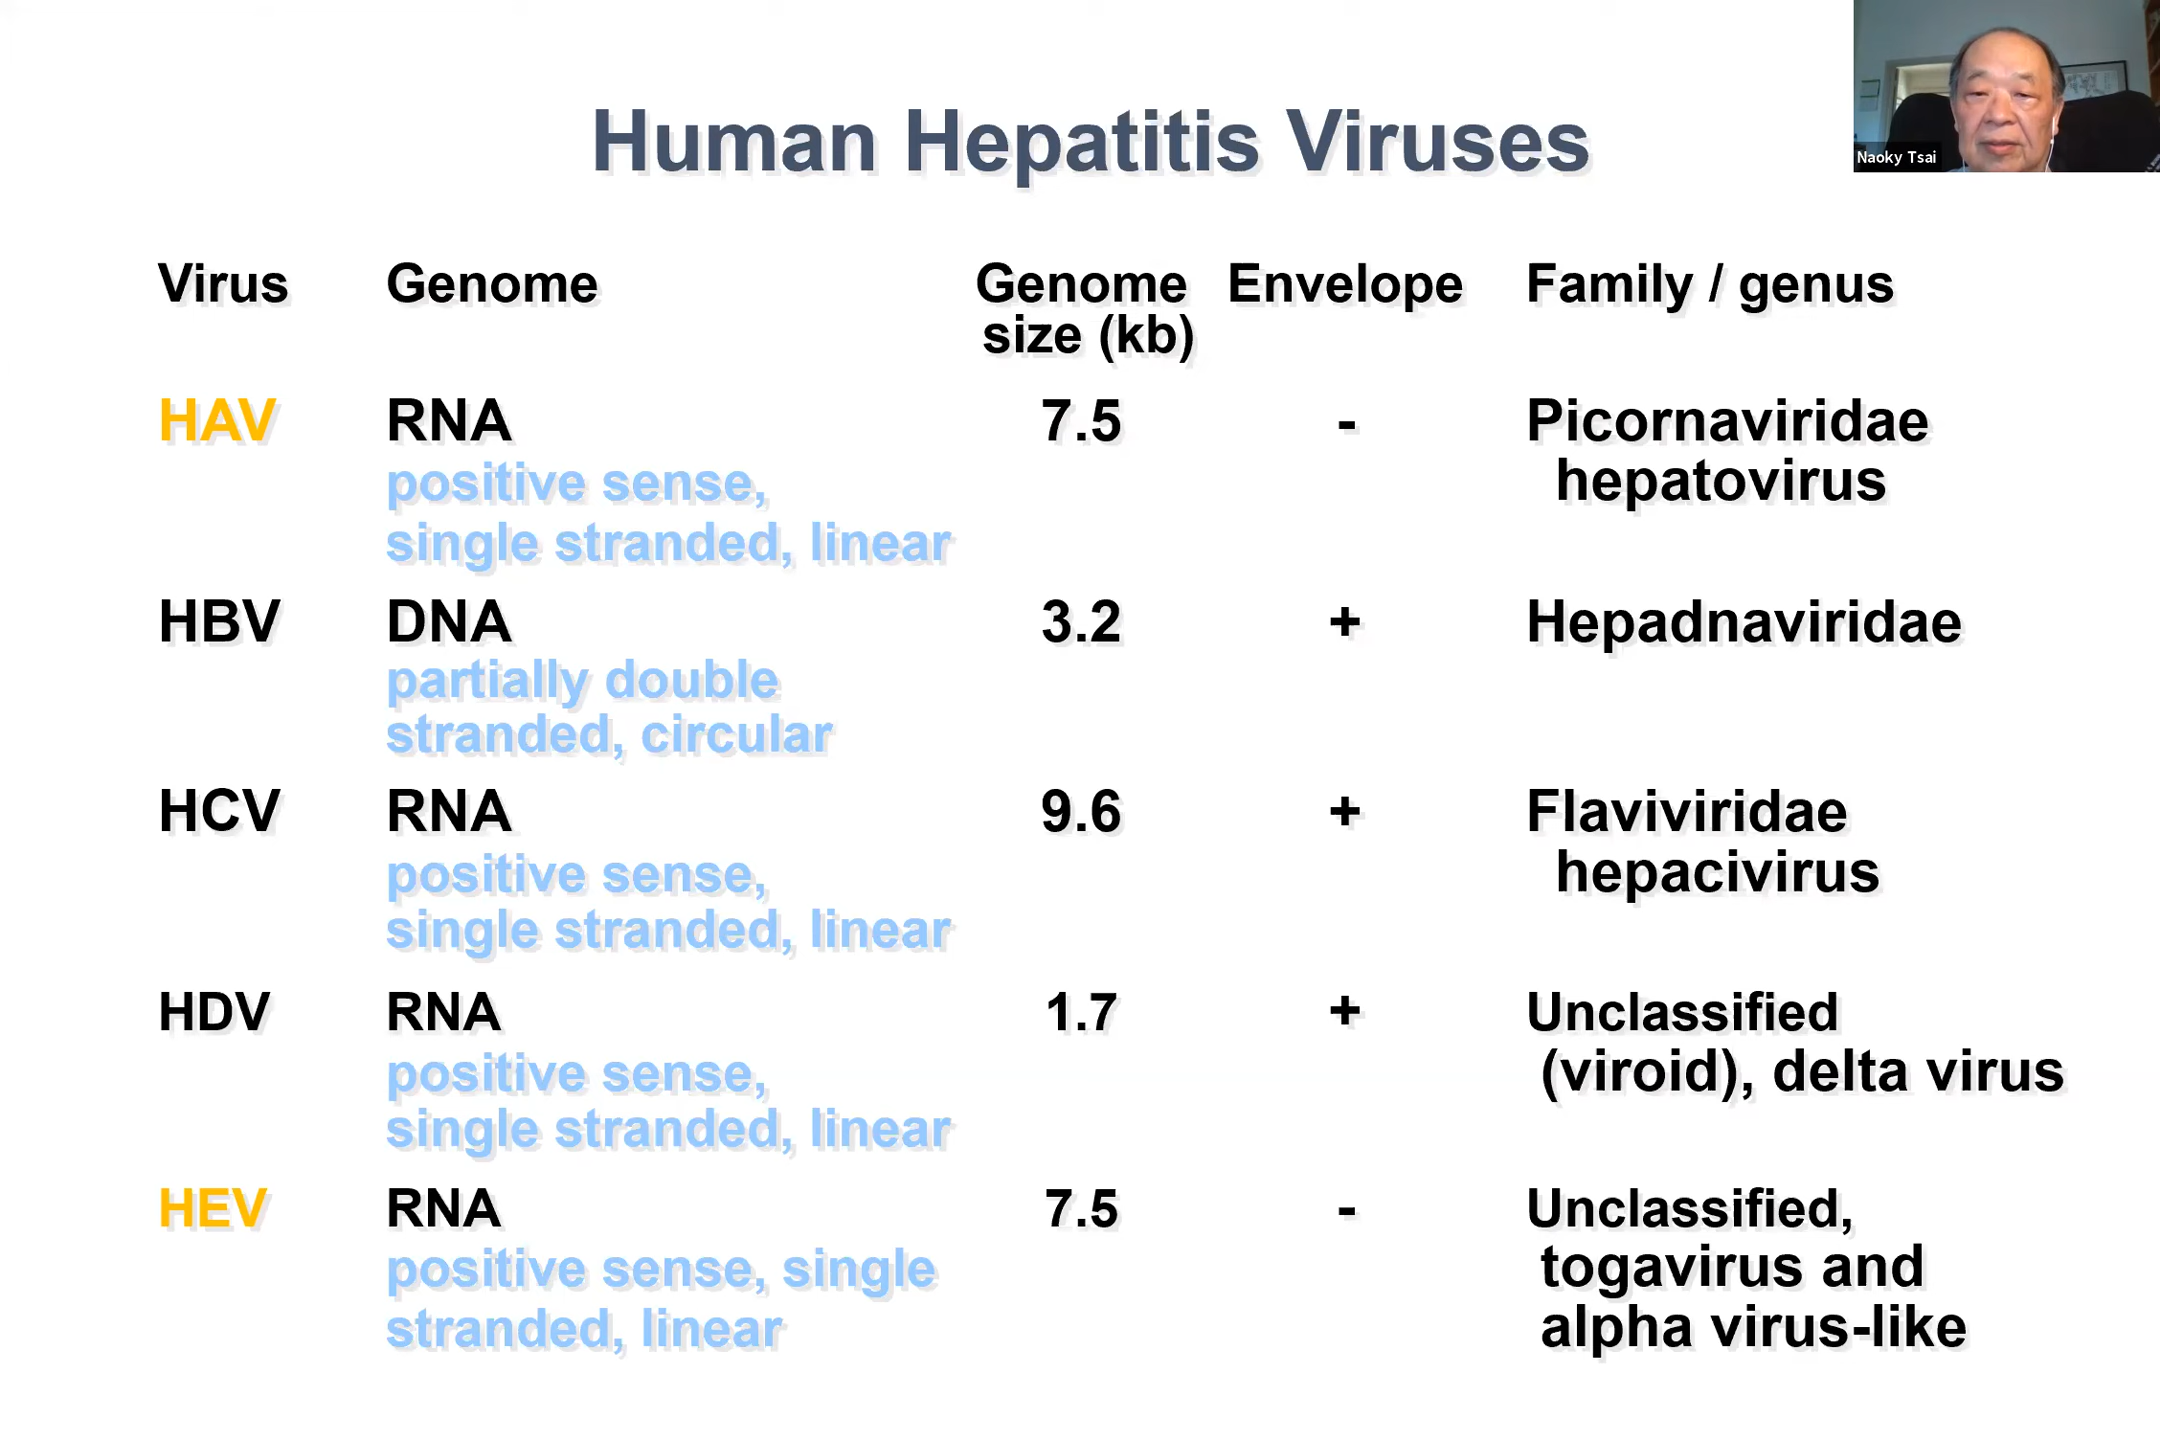 Human Hepatitis Viruses
Naoky Tsai
Virus Genome Genome size (kb) Envelope Family / genus
HAV RNA 7.5 - Picornaviridae
positive sense, hepatovirus
single stranded, linear
HBV DNA 3.2 + Hepadnaviridae
partially double
stranded, circular
HCV RNA 9.6 + Flaviviridae
positive sense, hepacivirus
single stranded, linear
HDV RNA 1.7 + Unclassified
positive sense, (viroid), delta virus
single stranded, linear
HEV RNA 7.5 - Unclassified,
positive sense, single togavirus and
stranded, linear alpha virus-like